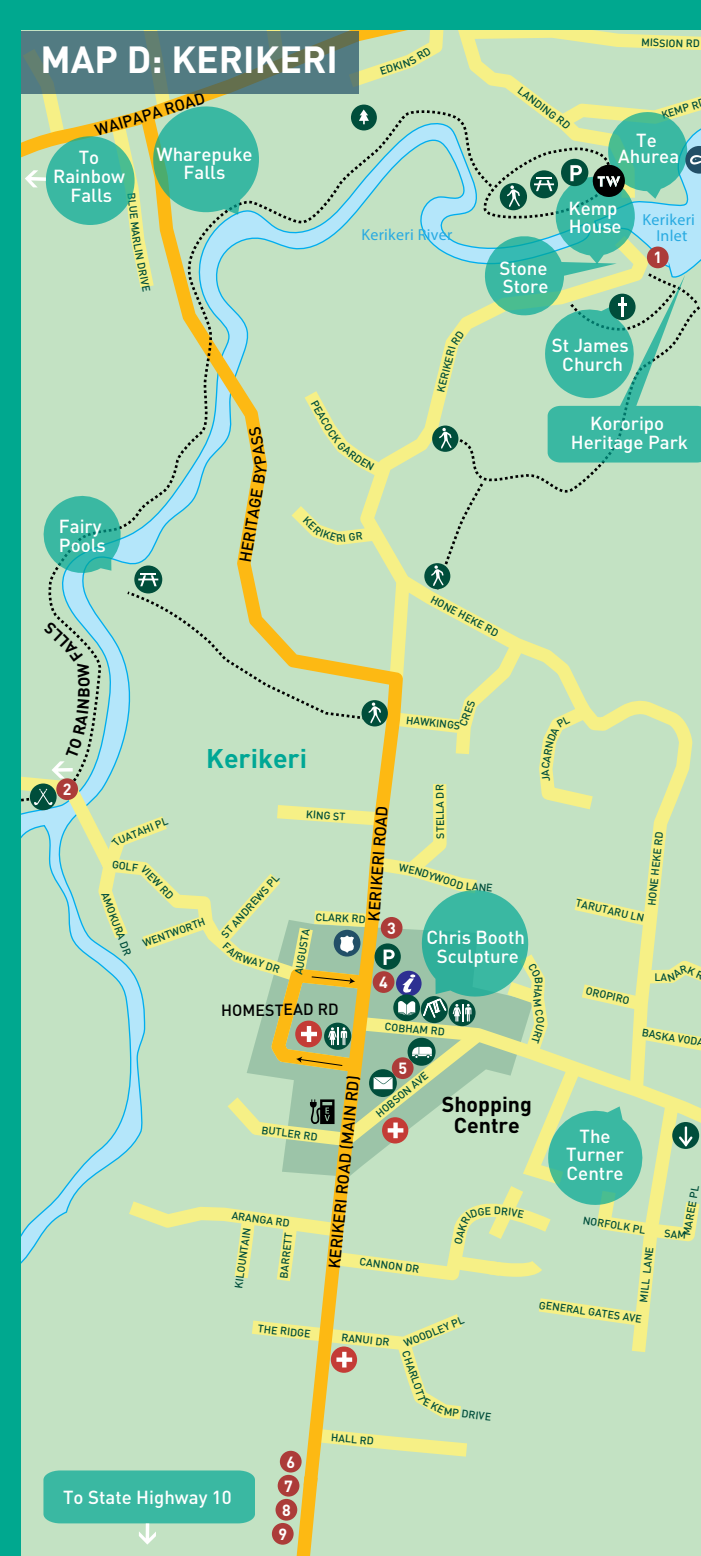 MAP D: KERIKERI
MISSION RD
EDKINS RD
LANDING RD
KEMP RD
WAIPAPA ROAD
To
Rainbow
Falls
Wharepuke
Falls
BLUE MARLIN DRIVE
Te
Ahurea
P
TW
Kemp
House
Kerikeri
Inlet
Kerikeri River
1
Stone
Store
St James
Church
KERIKERI RD
Kororipo
Heritage Park
PEACOCK GARDEN
HERITAGE BYPASS
KERIKERI GR
Fairy
Pools
HONE HEKE RD
TO RAINBOW FALLS
HAWKINGS
CRES
JACARNDA PL
Kerikeri
2
KING ST
STELLA DR
TUATAHI PL
KERIKERI ROAD
GOLF VIEW RD
WENDYWOOD LANE
HONE HEKE RD
AMOKURA DR
ST ANDREWS PL
WENTWORTH
TARUTARU LN
CLARK RD
3
AUGUSTA
P
Chris Booth
Sculpture
FAIRWAY DR
4
i
COBHAM COURT
LANARK R
OROPIRO
HOMESTEAD RD
COBHAM RD
BASKA VODA
5
HOBSON AVE
EV
Shopping
Centre
BUTLER RD
KERIKERI ROAD (MAIN RD)
The
Turner
Centre
ARANGA RD
OAKRIDGE DRIVE
NORFOLK PL
SAM
MAREE PL
KILOUNTAIN
BARRETT
CANNON DR
MILL LANE
GENERAL GATES AVE
THE RIDGE
RANUI DR
WOODLEY PL
CHARLOTTE KEMP DRIVE
HALL RD
6
7
8
9
To State Highway 10